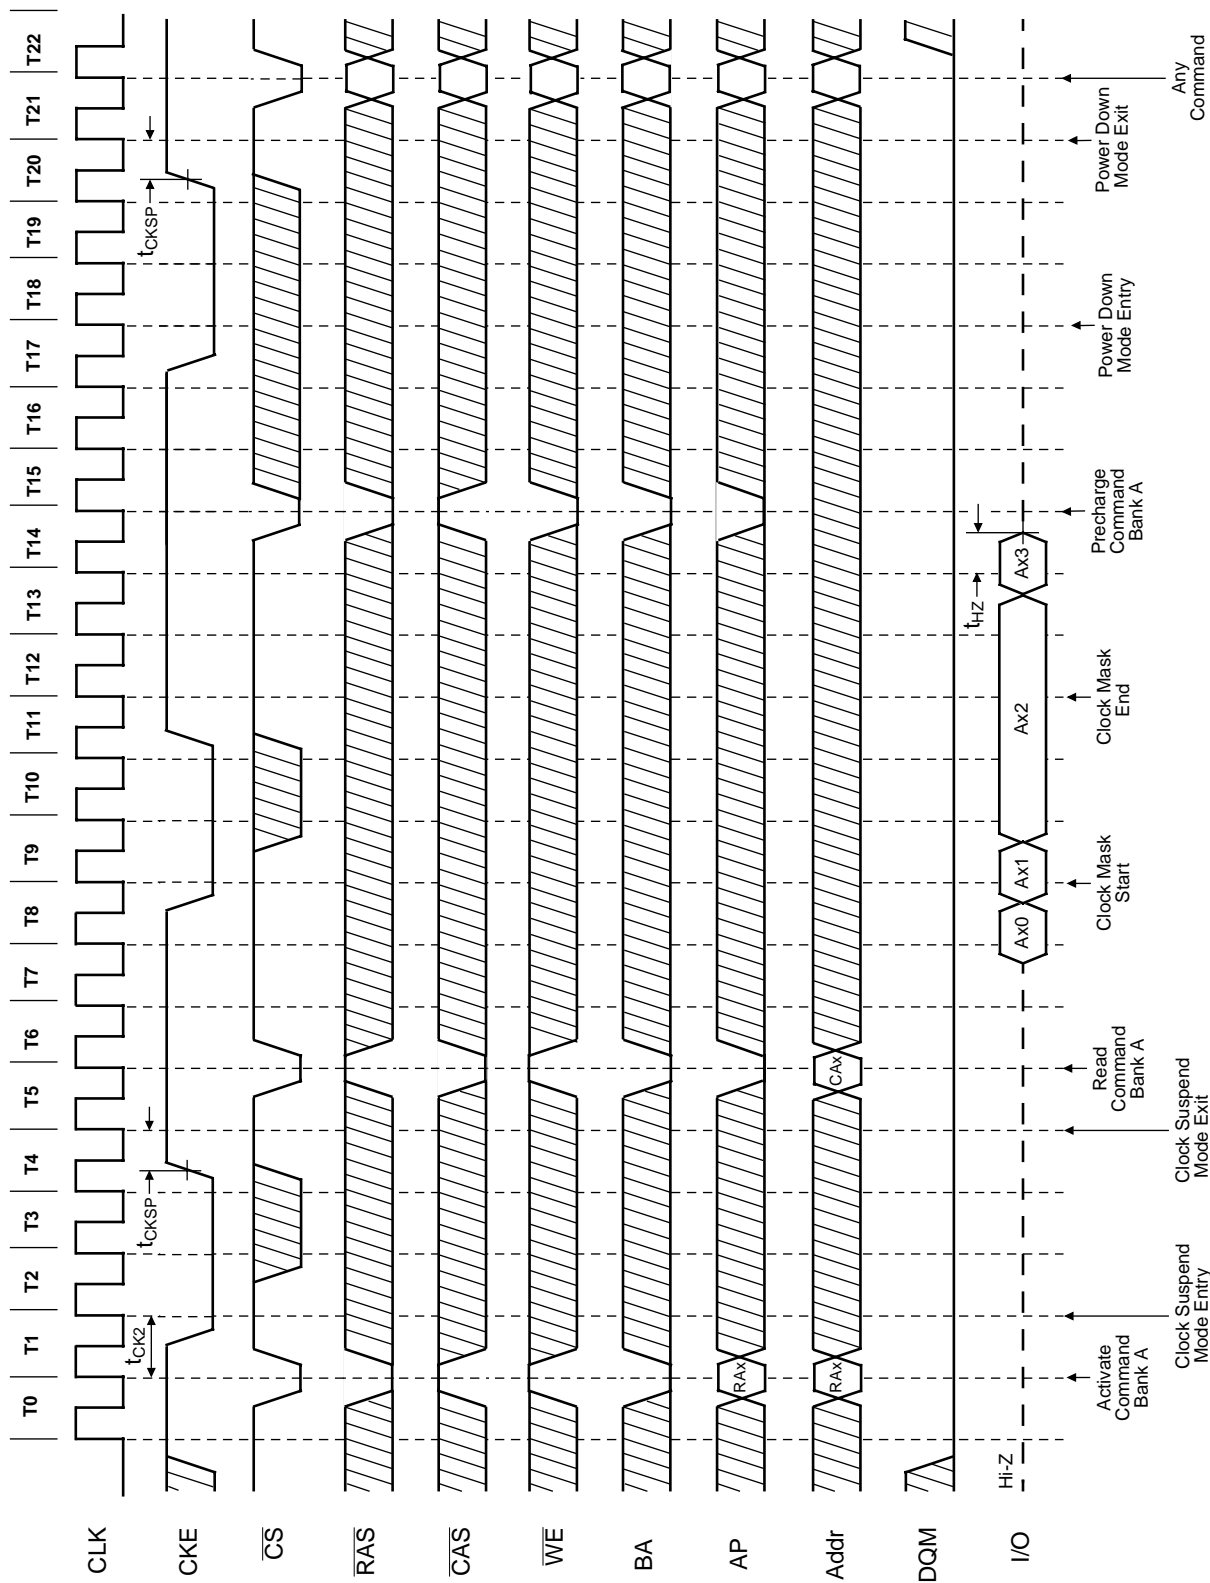 T0 T1 T2 T3 T4 T5 T6 T7 T8 T9 T10 T11 T12 T13 T14 T15 T16 T17 T18 T19 T20 T21 T22
CLK
tCK2
tCKSP
tCKSP
CKE
CS
RAS
CAS
WE
BA
AP
RAx
Addr
RAx
CAx
DQM
I/O
Hi-Z
Ax0
Ax1
Ax2
Ax3
tHZ
Activate
Command
Bank A
Clock Suspend
Mode Entry
Clock Suspend
Mode Exit
Read
Command
Bank A
Clock Mask
Start
Clock Mask
End
Precharge
Command
Bank A
Power Down
Mode Entry
Power Down
Mode Exit
Any
Command